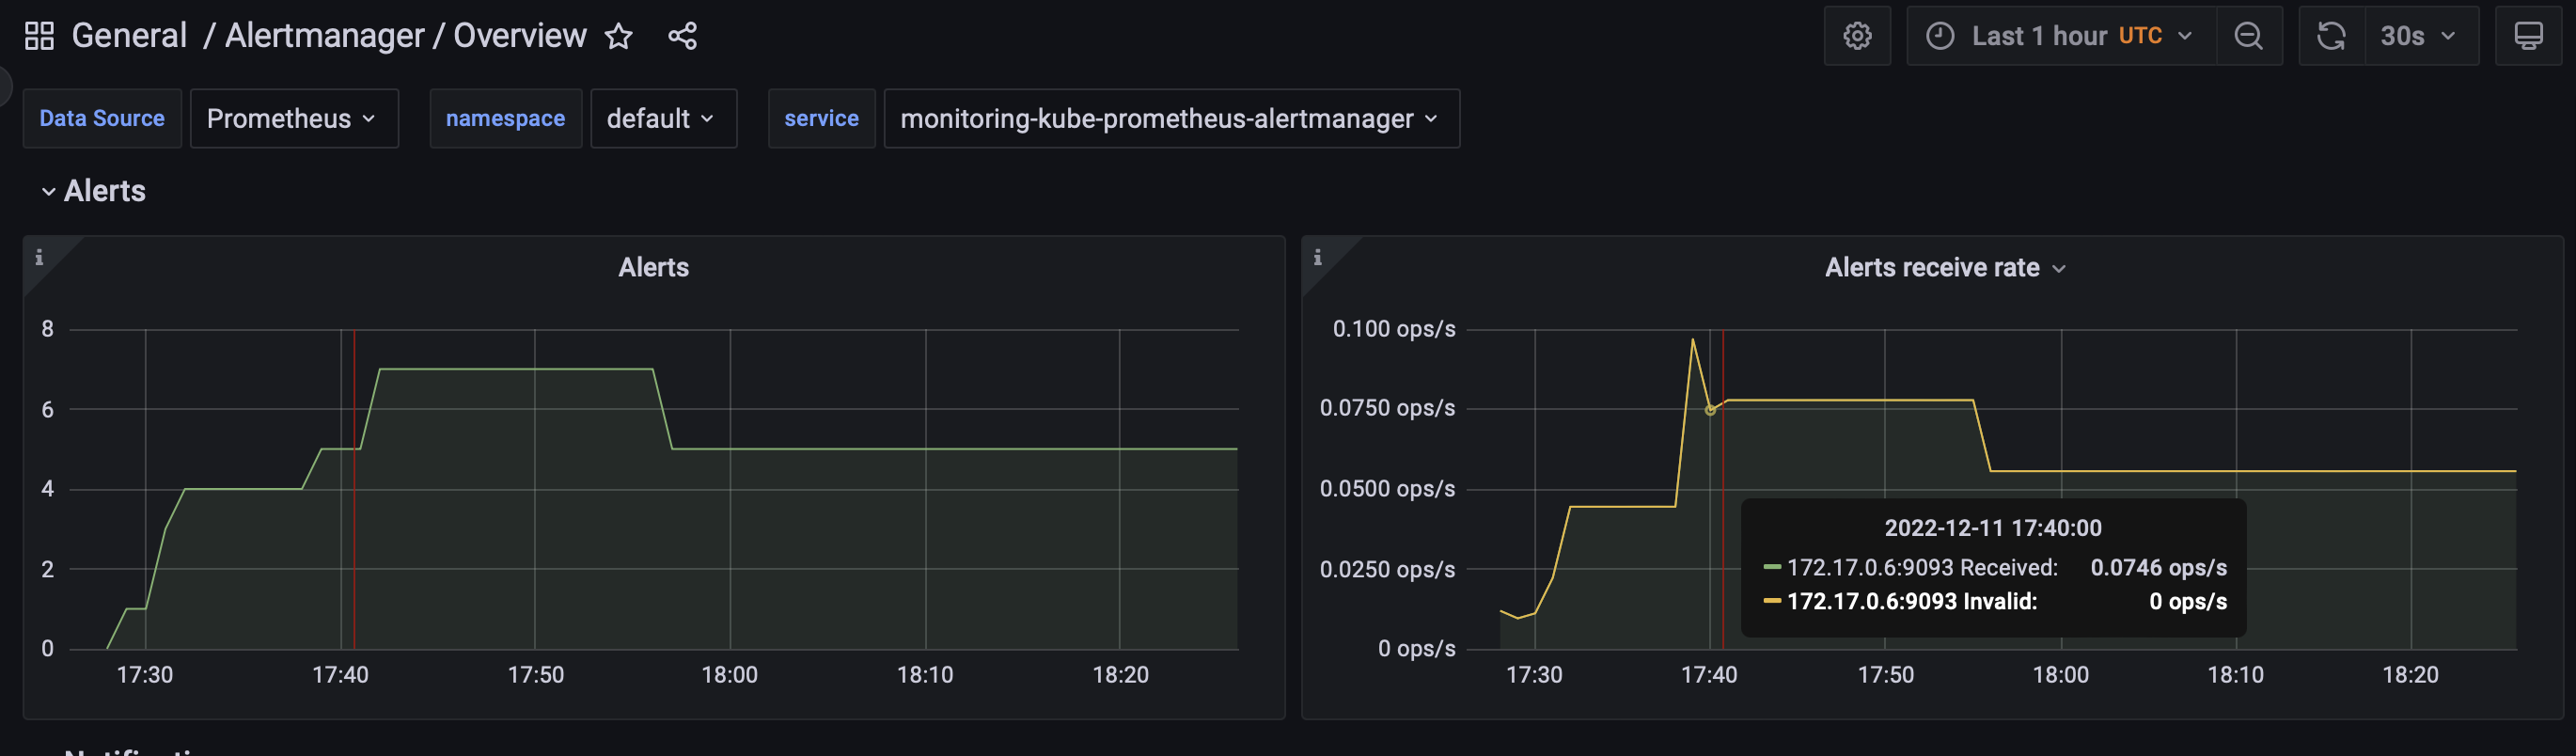 General / Alertmanager / Overview
Last 1 hour UTC
30s
Data Source Prometheus namespace default service monitoring-kube-prometheus-alertmanager
Alerts
i
Alerts
8
6
4
2
0
17:30 17:40 17:50 18:00 18:10 18:20
i
Alerts receive rate
0.100 ops/s
0.0750 ops/s
0.0500 ops/s
0.0250 ops/s
0 ops/s
17:30 17:40 17:50 18:00 18:10 18:20
2022-12-11 17:40:00
172.17.0.6:9093 Received: 0.0746 ops/s
172.17.0.6:9093 Invalid: 0 ops/s